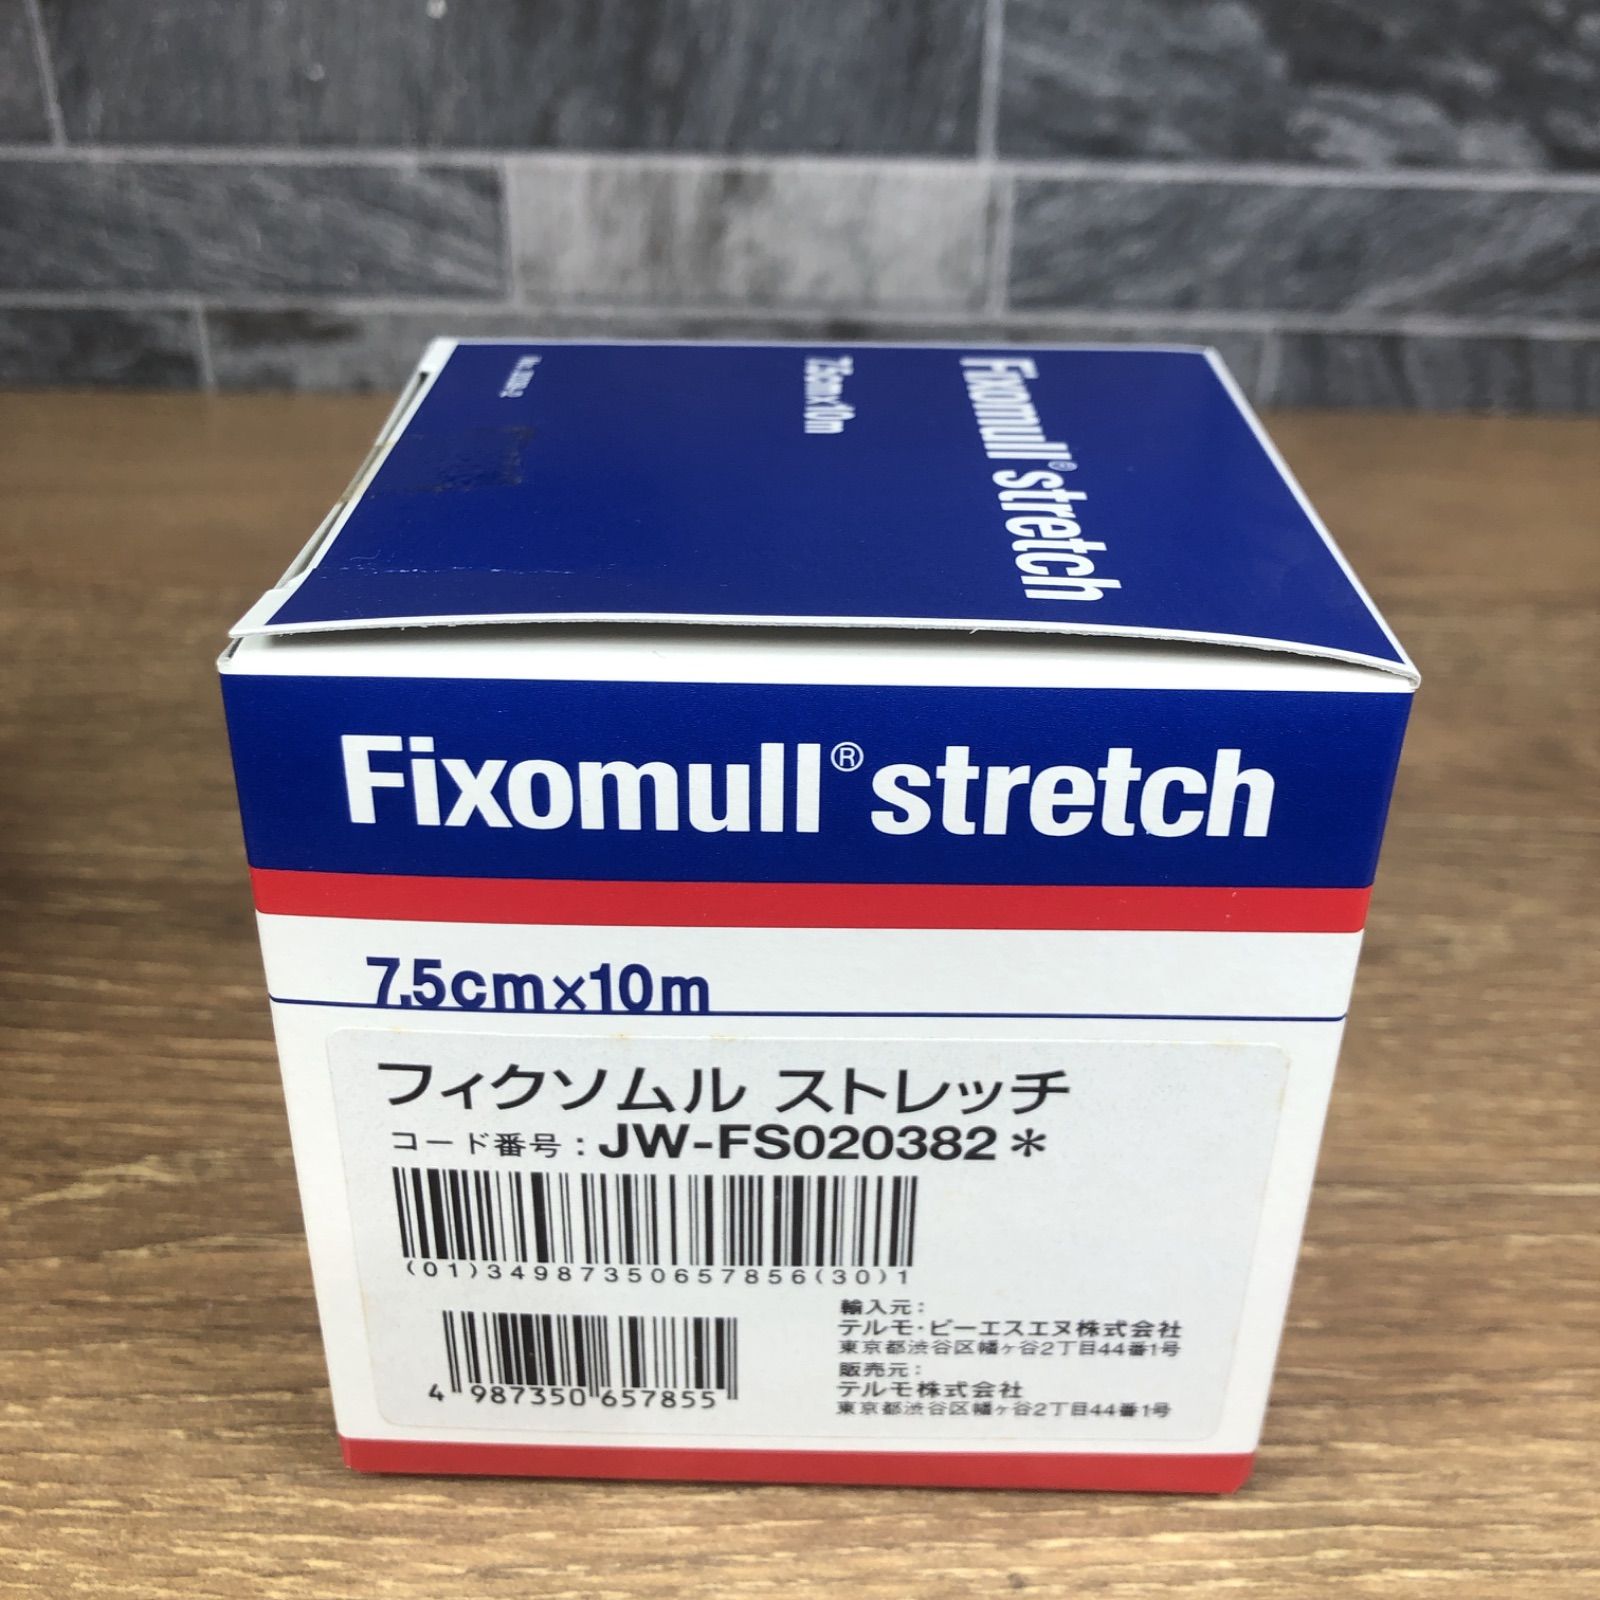 Fixomull® stretch
7.5cm×10m
Fixomull® stretch
7.5cm×10m
フィクソムル ストレッチ
コード番号：JW-FS020382＊
(01)34987350657856(30)1
4 987350 657855
輸入元：
テルモ・ビーエスエヌ株式会社
東京都渋谷区幡ヶ谷2丁目44番1号
販売元：
テルモ株式会社
東京都渋谷区幡ヶ谷2丁目44番1号